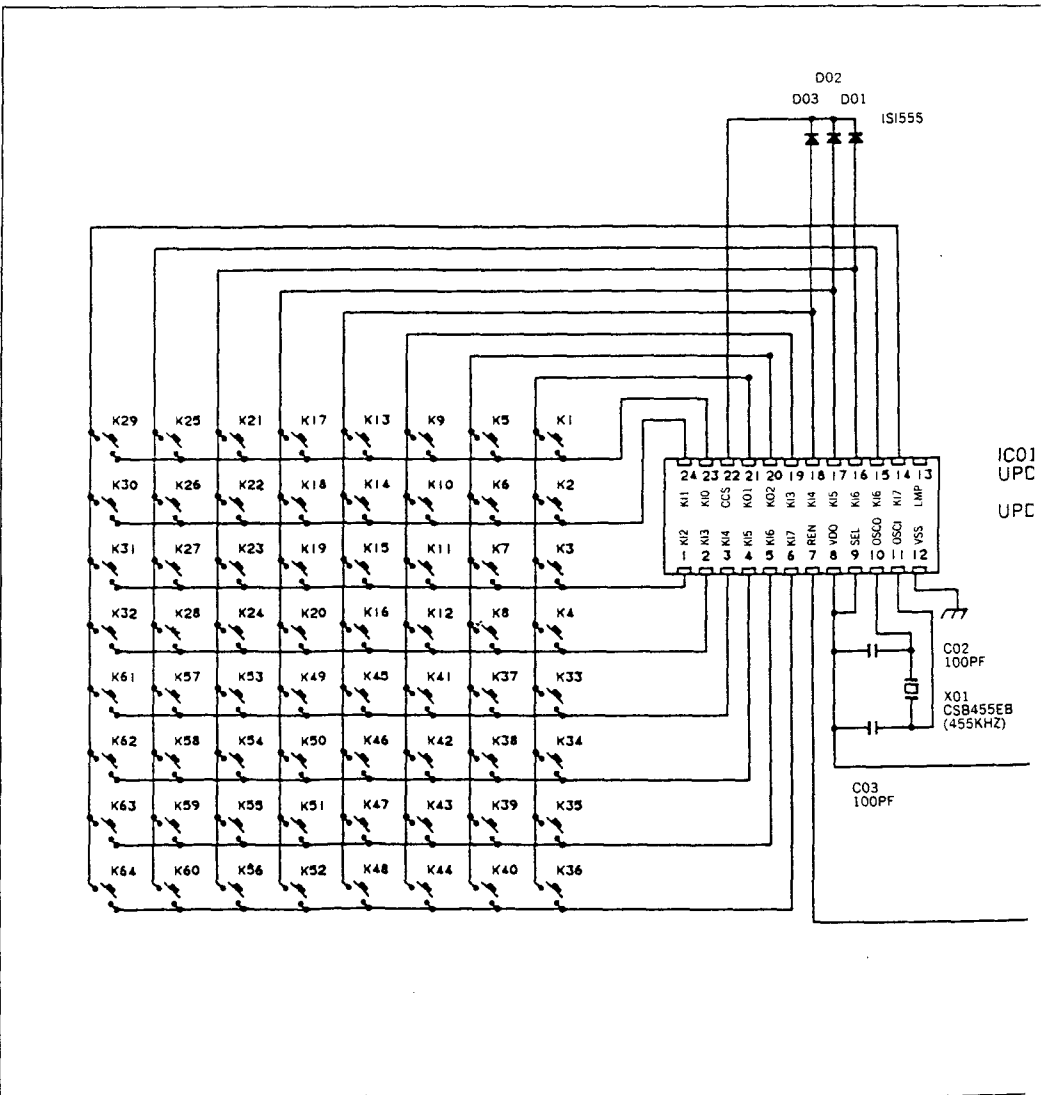 D02
D03 D01
ISI555
K29 K25 K21 K17 K13 K9 K5 K1
K30 K26 K22 K18 K14 K10 K6 K2
K31 K27 K23 K19 K15 K11 K7 K3
K32 K28 K24 K20 K16 K12 K8 K4
K61 K57 K53 K49 K45 K41 K37 K33
K62 K58 K54 K50 K46 K42 K38 K34
K63 K59 K55 K51 K47 K43 K39 K35
K64 K60 K56 K52 K48 K44 K40 K36
24 23 22 21 20 19 18 17 16 15 14 13
KI1 KI0 CCS KO1 KO2 KI3 KI4 KI5 KI6 KI6 KI7 LMP
KI2 KI3 KI4 KI5 KI6 KI7 REN VDD SEL OSCO OSCI VSS
1 2 3 4 5 6 7 8 9 10 11 12
IC01
UPD
UPD
C02
100PF
X01
CSB455EB
(455KHZ)
C03
100PF